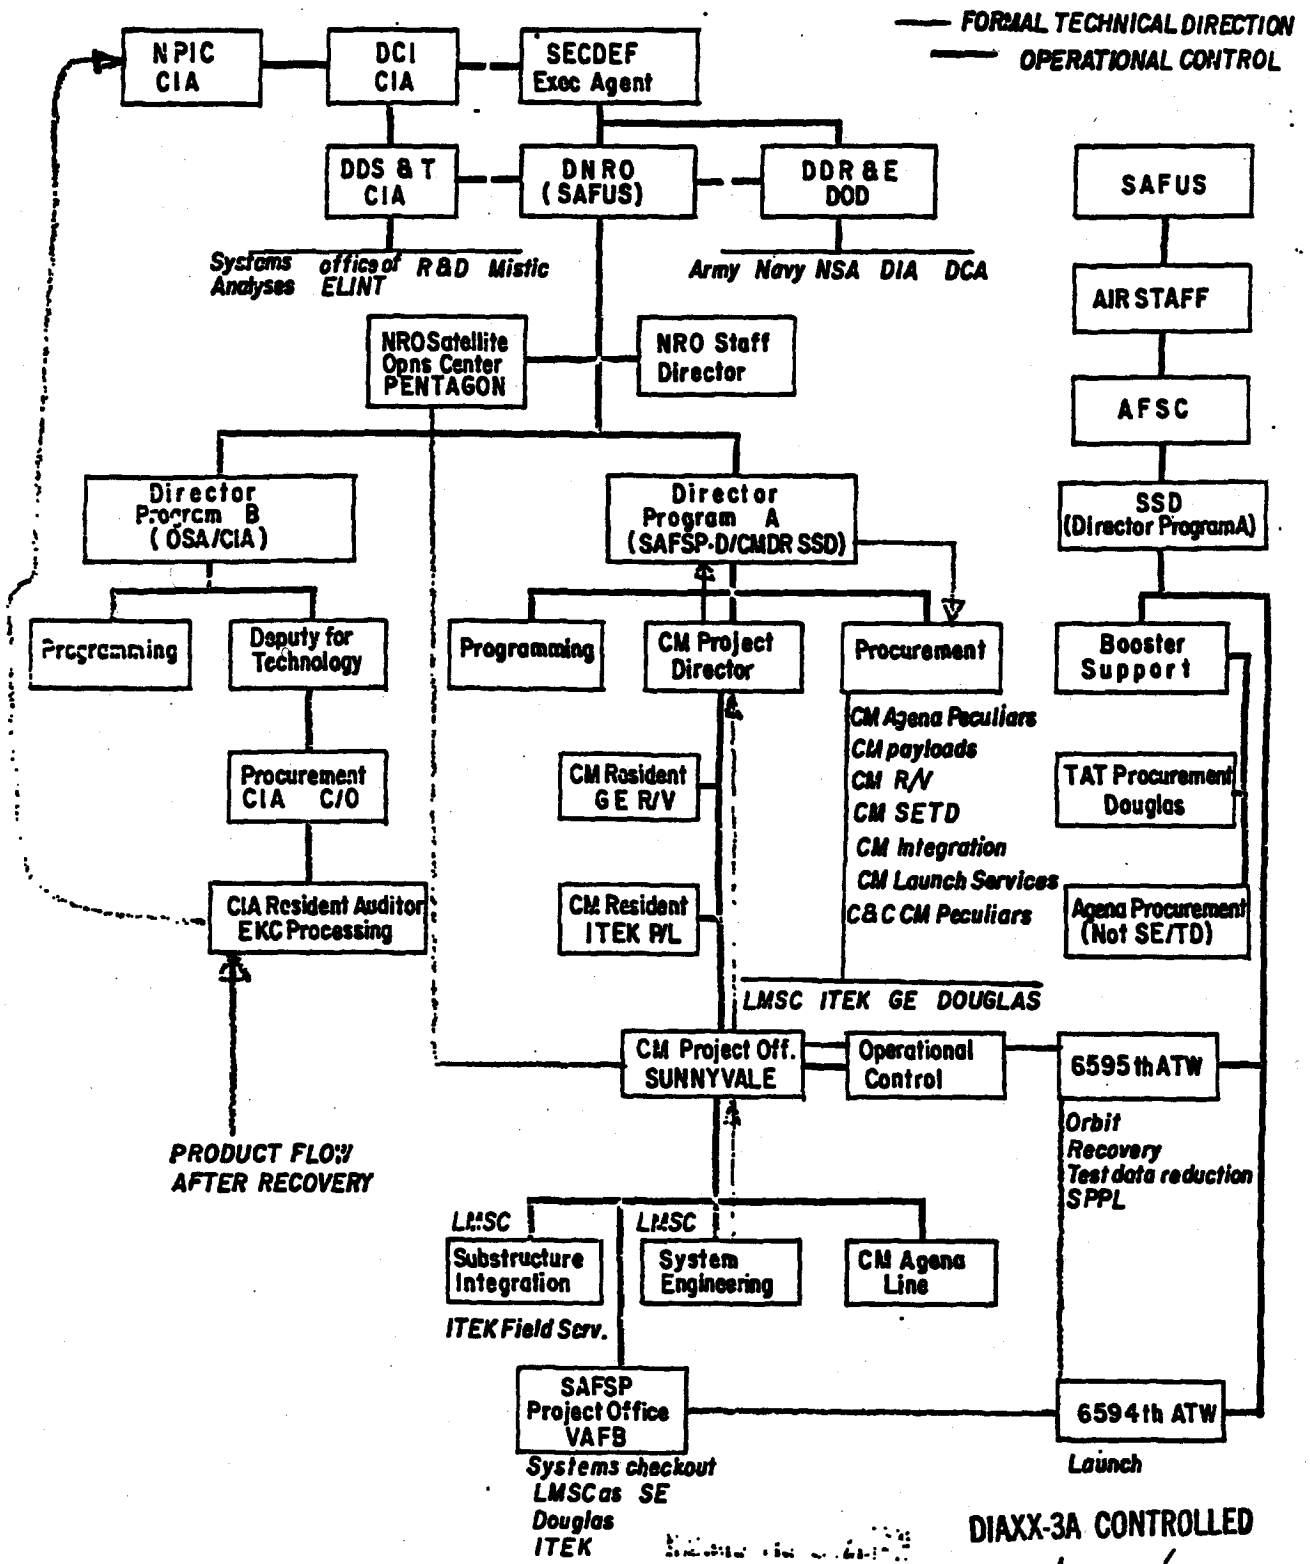 FORMAL TECHNICAL DIRECTION
OPERATIONAL CONTROL
NPIC
CIA
DCI
CIA
SECDEF
Exec Agent
DDS & T
CIA
DNRO
(SAFUS)
DDR & E
DOD
SAFUS
Systams
Analyses
office of
ELINT
R&D
Mistic
Army Navy NSA DIA DCA
AIR STAFF
NRO Satellite
Opns Center
PENTAGON
NRO Staff
Director
AFSC
Director
Program B
(OSA/CIA)
Director
Program A
(SAFSP-D/CMDR SSD)
SSD
(Director Program A)
Programming
Deputy for
Technology
Programming
CM Project
Director
Procurement
Booster
Support
CM Agena Peculiars
CM payloads
CM R/V
CM SETD
CM Integration
CM Launch Services
C&C CM Peculiars
Procurement
CIA C/O
CM Resident
GE R/V
TAT Procurement
Douglas
CIA Resident Auditor
EKC Processing
CM Resident
ITEK P/L
Agena Procurement
(Not SE/TD)
LMSC ITEK GE DOUGLAS
CM Project Off.
SUNNYVALE
Operational
Control
6595th ATW
Orbit
Recovery
Test data reduction
SPPL
PRODUCT FLOW
AFTER RECOVERY
LMSC
Substructure
Integration
ITEK Field Serv.
LMSC
System
Engineering
CM Agena
Line
SAFSP
Project Office
VAFB
6594th ATW
Launch
Systems checkout
LMSC as SE
Douglas
ITEK
DIAXX-3A CONTROLLED